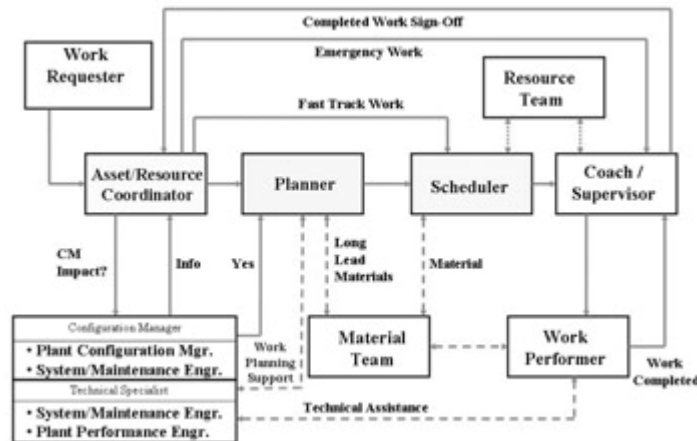 Completed Work Sign-Off
Work
Requester
Emergency Work
Resource
Team
Fast Track Work
Asset/Resource
Coordinator
Planner
Scheduler
Coach /
Supervisor
CM
Impact?
Info
Yes
Long
Lead
Materials
Material
Configuration Manager
• Plant Configuration Mgr.
• System/Maintenance Engr.
Technical Specialist
• System/Maintenance Engr.
• Plant Performance Engr.
Work
Planning
Support
Material
Team
Work
Performer
Work
Completed
Technical Assistance